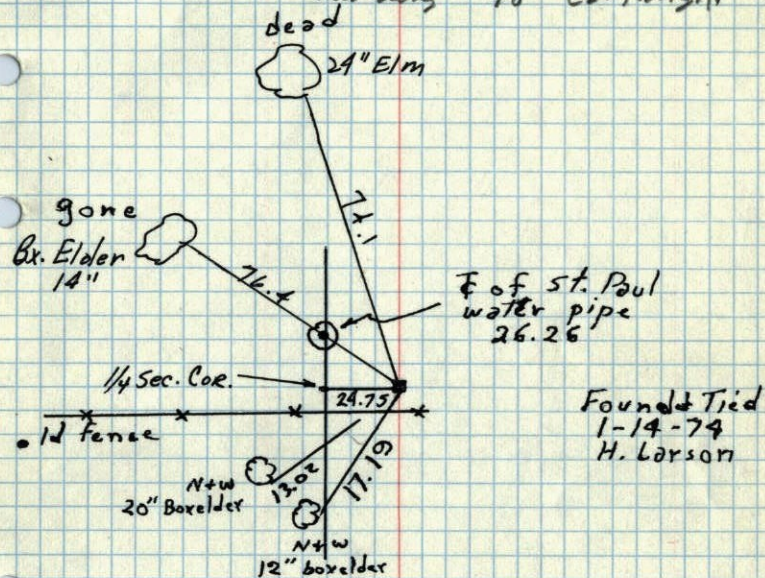 dead
24" Elm
71.1
gone
Bx. Elder
14"
76.4
℄ of St. Paul
water pipe
26.26
1/4 Sec. Cor.
24.75
Found & Tied
1-14-74
H. Larson
old Fence
13.02
17.19
N+W
20" Boxelder
N+W
12" boxelder